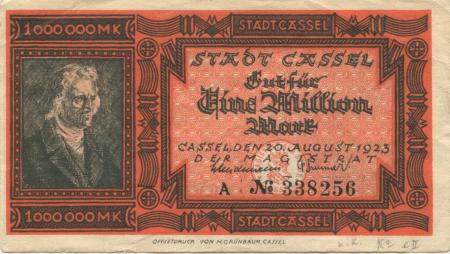 1000000 MK STADT CASSEL
STADT CASSEL
Gut für
Eine Million
Mark
CASSEL DEN 20. AUGUST 1923
DER MAGISTRAT
A. № 338256
1000000 MK STADT CASSEL
OFFSETDRUCK VON M. GRÜNBAUM, CASSEL